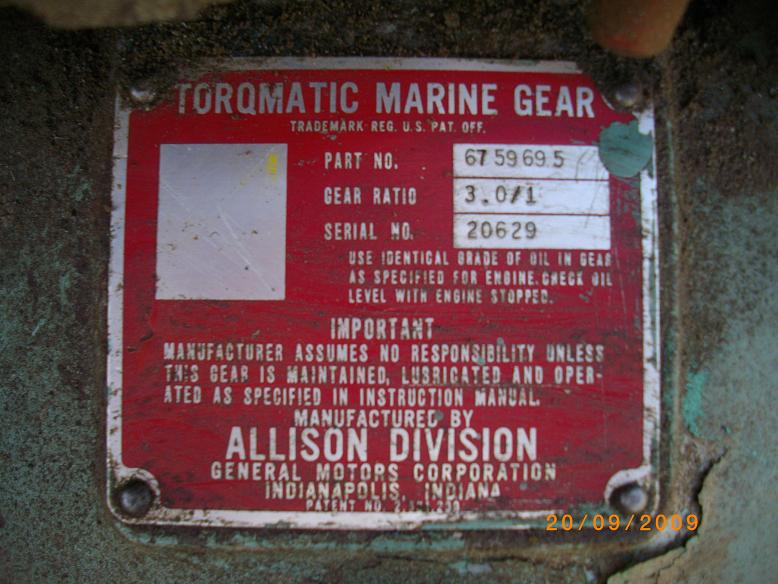 TORQMATIC MARINE GEAR
TRADEMARK REG. U.S. PAT. OFF.
PART NO. 6759695
GEAR RATIO 3.0/1
SERIAL NO. 20629
USE IDENTICAL GRADE OF OIL IN GEAR
AS SPECIFIED FOR ENGINE. CHECK OIL
LEVEL WITH ENGINE STOPPED.
IMPORTANT
MANUFACTURER ASSUMES NO RESPONSIBILITY UNLESS
THIS GEAR IS MAINTAINED, LUBRICATED AND OPER-
ATED AS SPECIFIED IN INSTRUCTION MANUAL.
MANUFACTURED BY
ALLISON DIVISION
GENERAL MOTORS CORPORATION
INDIANAPOLIS, INDIANA
PATENT NO.
20/09/2009